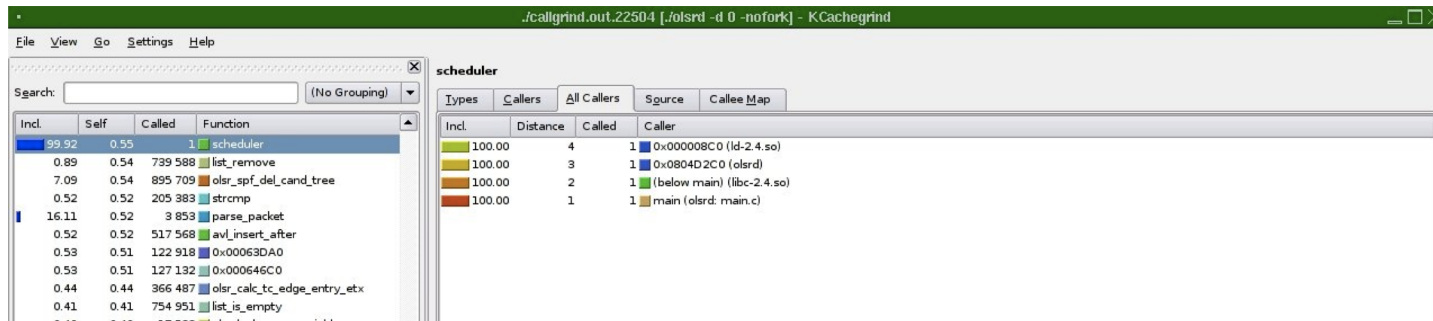 ./callgrind.out.22504 [./olsrd -d 0 -nofork] - KCachegrind
File View Go Settings Help
Search: (No Grouping)
Incl. Self Called Function
99.92 0.55 1 scheduler
0.89 0.54 739 588 list_remove
7.09 0.54 895 709 olsr_spf_del_cand_tree
0.52 0.52 205 383 strcmp
16.11 0.52 3 853 parse_packet
0.52 0.52 517 568 avl_insert_after
0.53 0.51 122 918 0x00063DA0
0.53 0.51 127 132 0x000646C0
0.44 0.44 366 487 olsr_calc_tc_edge_entry_etx
0.41 0.41 754 951 list_is_empty
scheduler
Types Callers All Callers Source Callee Map
Incl. Distance Called Caller
100.00 4 1 0x000008C0 (ld-2.4.so)
100.00 3 1 0x0804D2C0 (olsrd)
100.00 2 1 (below main) (libc-2.4.so)
100.00 1 1 main (olsrd: main.c)